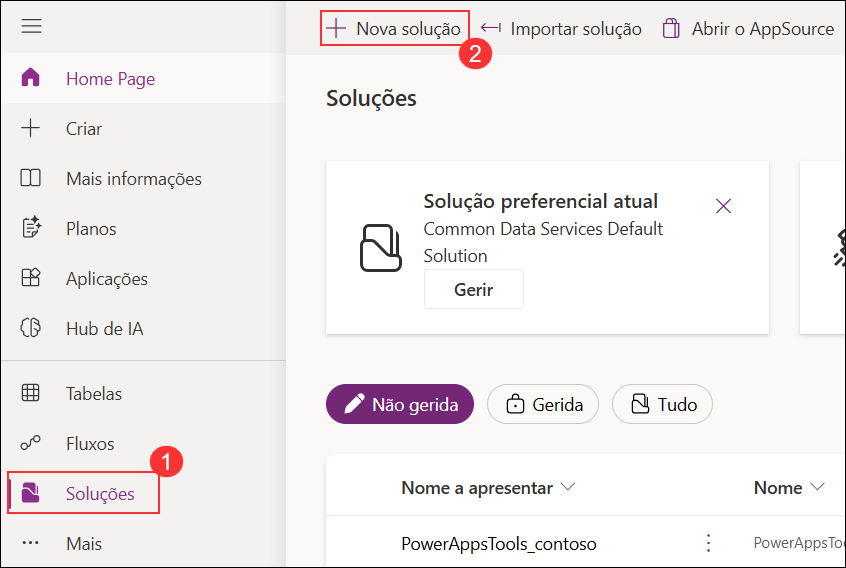 Nova solução
Importar solução
Abrir o AppSource
2
Home Page
Criar
Mais informações
Planos
Aplicações
Hub de IA
Tabelas
Fluxos
1
Soluções
Mais
Soluções
Solução preferencial atual
Common Data Services Default
Solution
Gerir
Não gerida
Gerida
Tudo
Nome a apresentar
Nome
PowerAppsTools_contoso
PowerAppsToo